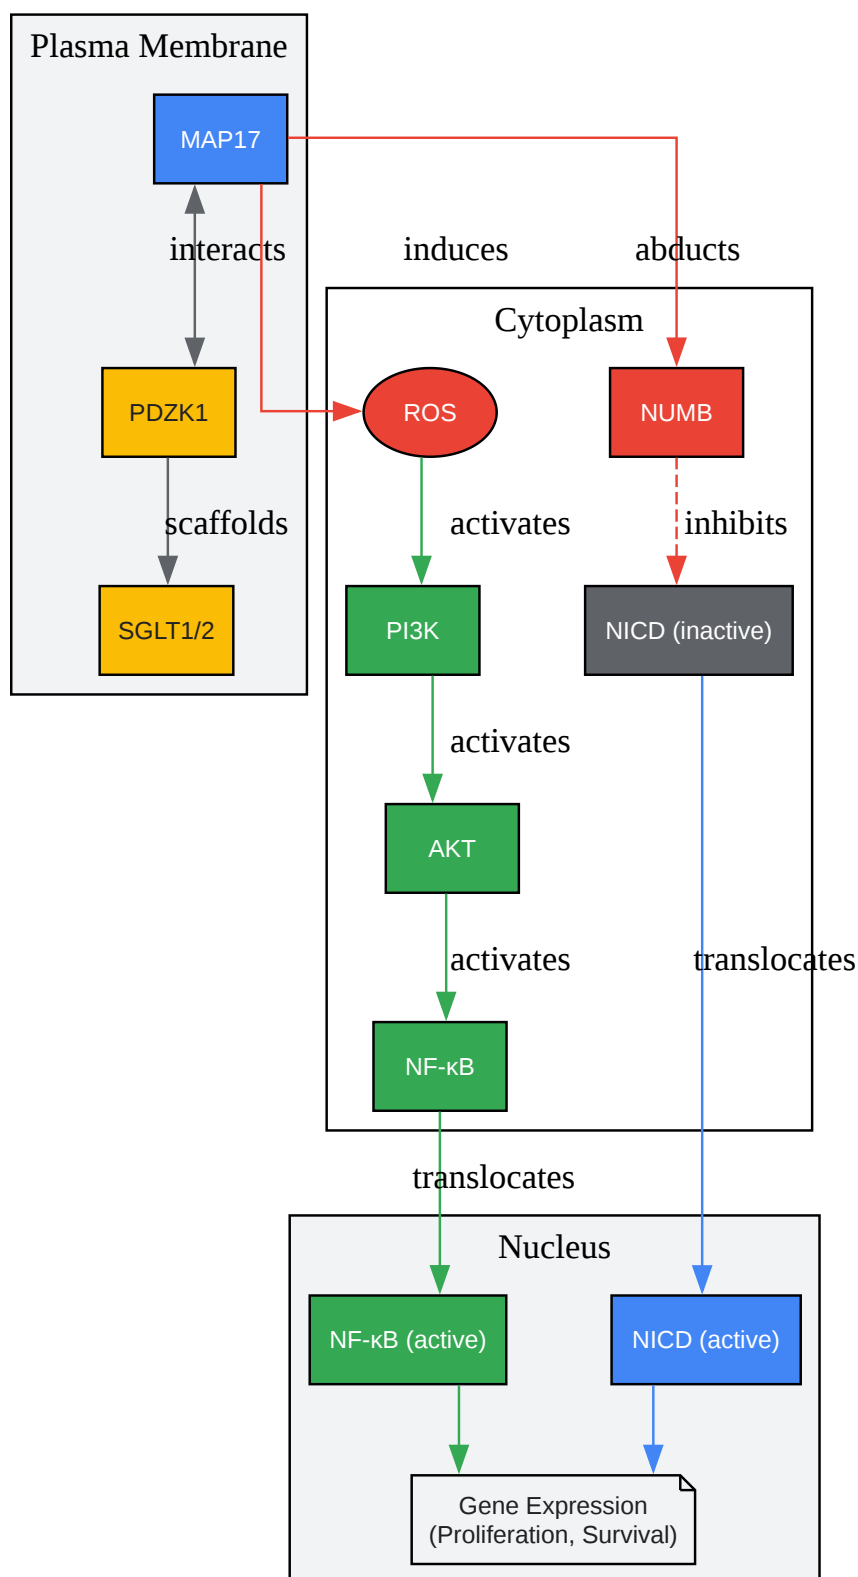 Plasma Membrane
MAP17
interacts
induces
abducts
Cytoplasm
PDZK1
ROS
NUMB
scaffolds
activates
inhibits
SGLT1/2
PI3K
NICD (inactive)
activates
AKT
activates
translocates
NF-κB
translocates
Nucleus
NF-κB (active)
NICD (active)
Gene Expression
(Proliferation, Survival)